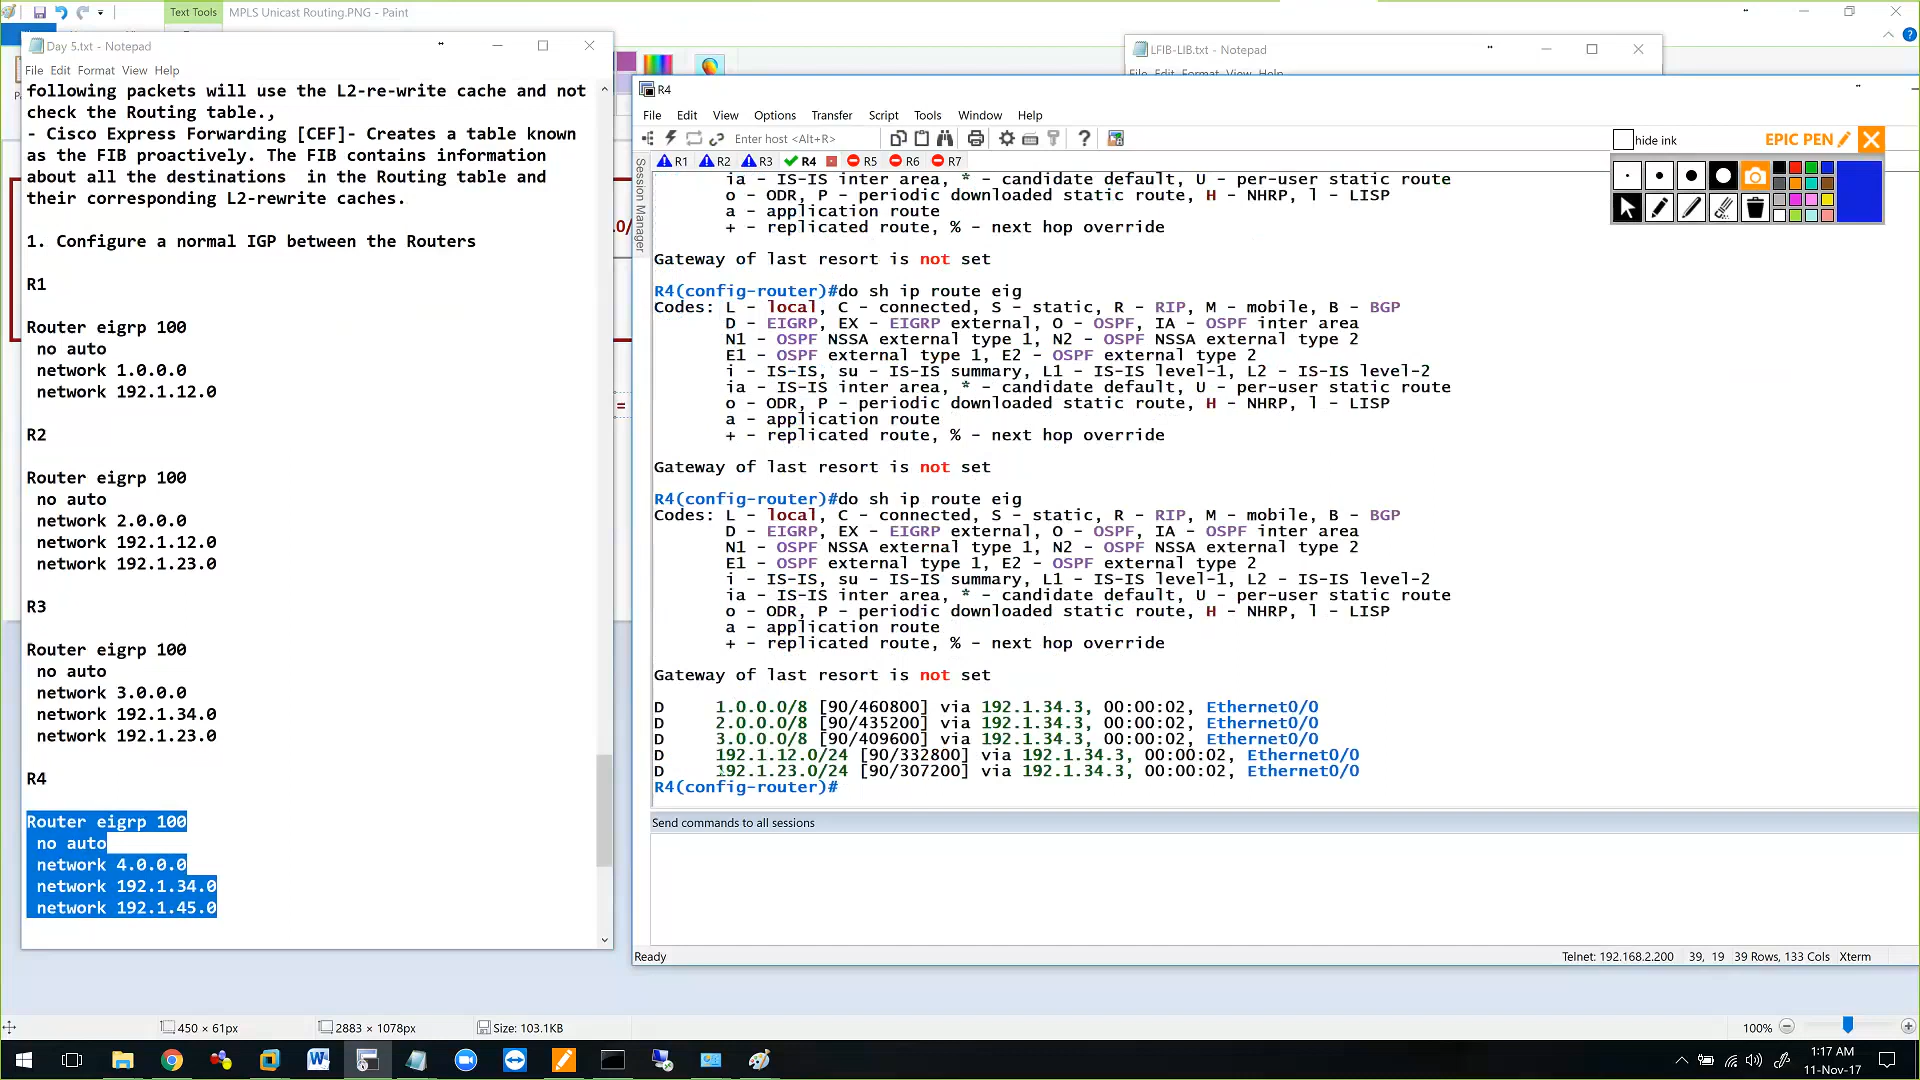 Text Tools
MPLS Unicast Routing.PNG - Paint
Day 5.txt - Notepad
File Edit Format View Help
following packets will use the L2-re-write cache and not
check the Routing table.,
- Cisco Express Forwarding [CEF]- Creates a table known
as the FIB proactively. The FIB contains information
about all the destinations in the Routing table and
their corresponding L2-rewrite caches.
1. Configure a normal IGP between the Routers
R1
Router eigrp 100
no auto
network 1.0.0.0
network 192.1.12.0
R2
Router eigrp 100
no auto
network 2.0.0.0
network 192.1.12.0
network 192.1.23.0
R3
Router eigrp 100
no auto
network 3.0.0.0
network 192.1.34.0
network 192.1.23.0
R4
Router eigrp 100
no auto
network 4.0.0.0
network 192.1.34.0
network 192.1.45.0
LFIB-LIB.txt - Notepad
File Edit Format View Help
.0/
=
R4
File Edit View Options Transfer Script Tools Window Help
Enter host <Alt+R>
R1 R2 R3 R4 R5 R6 R7
Session Manager
ia - IS-IS inter area, * - candidate default, U - per-user static route
o - ODR, P - periodic downloaded static route, H - NHRP, l - LISP
a - application route
+ - replicated route, % - next hop override
Gateway of last resort is not set
R4(config-router)#do sh ip route eig
Codes: L - local, C - connected, S - static, R - RIP, M - mobile, B - BGP
D - EIGRP, EX - EIGRP external, O - OSPF, IA - OSPF inter area
N1 - OSPF NSSA external type 1, N2 - OSPF NSSA external type 2
E1 - OSPF external type 1, E2 - OSPF external type 2
i - IS-IS, su - IS-IS summary, L1 - IS-IS level-1, L2 - IS-IS level-2
ia - IS-IS inter area, * - candidate default, U - per-user static route
o - ODR, P - periodic downloaded static route, H - NHRP, l - LISP
a - application route
+ - replicated route, % - next hop override
Gateway of last resort is not set
R4(config-router)#do sh ip route eig
Codes: L - local, C - connected, S - static, R - RIP, M - mobile, B - BGP
D - EIGRP, EX - EIGRP external, O - OSPF, IA - OSPF inter area
N1 - OSPF NSSA external type 1, N2 - OSPF NSSA external type 2
E1 - OSPF external type 1, E2 - OSPF external type 2
i - IS-IS, su - IS-IS summary, L1 - IS-IS level-1, L2 - IS-IS level-2
ia - IS-IS inter area, * - candidate default, U - per-user static route
o - ODR, P - periodic downloaded static route, H - NHRP, l - LISP
a - application route
+ - replicated route, % - next hop override
Gateway of last resort is not set
D 1.0.0.0/8 [90/460800] via 192.1.34.3, 00:00:02, Ethernet0/0
D 2.0.0.0/8 [90/435200] via 192.1.34.3, 00:00:02, Ethernet0/0
D 3.0.0.0/8 [90/409600] via 192.1.34.3, 00:00:02, Ethernet0/0
D 192.1.12.0/24 [90/332800] via 192.1.34.3, 00:00:02, Ethernet0/0
D 192.1.23.0/24 [90/307200] via 192.1.34.3, 00:00:02, Ethernet0/0
R4(config-router)#
Send commands to all sessions
Ready
Telnet: 192.168.2.200 39, 19 39 Rows, 133 Cols Xterm
hide ink
EPIC PEN
450 × 61px
2883 × 1078px
Size: 103.1KB
100%
1:17 AM
11-Nov-17